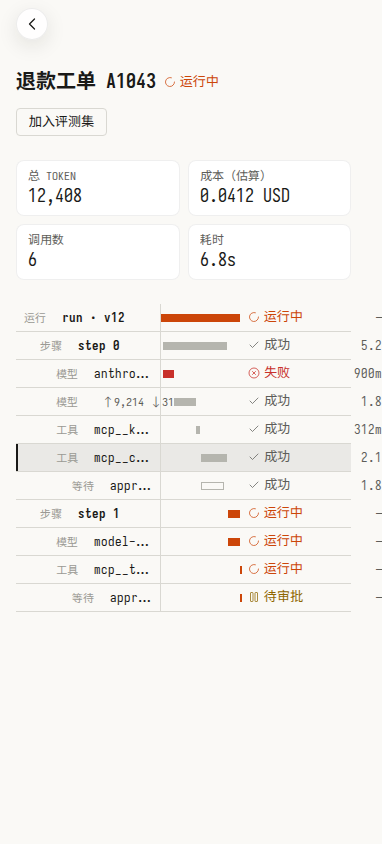 退款工单 A1043 运行中
加入评测集
总 TOKEN
12,408
成本（估算）
0.0412 USD
调用数
6
耗时
6.8s
运行 run · v12 运行中 —
步骤 step 0 成功 5.2
模型 anthro... 失败 900m
模型 ↑9,214 ↓31 成功 1.8
工具 mcp__k... 成功 312m
工具 mcp__c... 成功 2.1
等待 appr... 成功 1.8
步骤 step 1 运行中 —
模型 model-... 运行中 —
工具 mcp__t... 运行中 —
等待 appr... 待审批 —